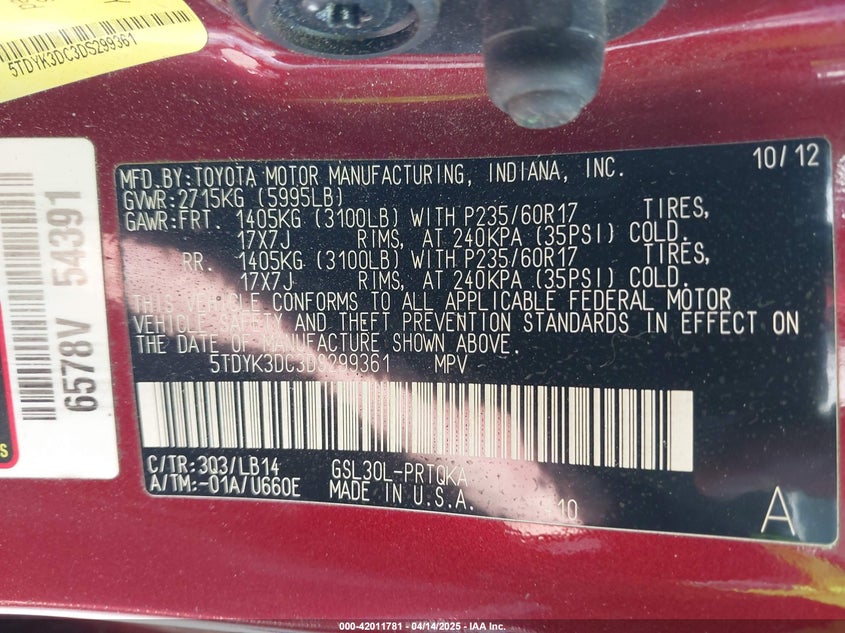 5TDYK3DC3DS299361
6578V 54391
MFD.BY:TOYOTA MOTOR MANUFACTURING, INDIANA, INC. 10/12
GVWR:2715KG (5995LB)
GAWR:FRT. 1405KG (3100LB) WITH P235/60R17 TIRES,
17X7J RIMS, AT 240KPA (35PSI) COLD.
RR. 1405KG (3100LB) WITH P235/60R17 TIRES,
17X7J RIMS, AT 240KPA (35PSI) COLD.
THIS VEHICLE CONFORMS TO ALL APPLICABLE FEDERAL MOTOR
VEHICLE SAFETY AND THEFT PREVENTION STANDARDS IN EFFECT ON
THE DATE OF MANUFACTURE SHOWN ABOVE.
5TDYK3DC3DS299361 MPV
C/TR:3Q3/LB14 GSL30L-PRTQKA
A/TM:-01A/U660E MADE IN U.S.A.
10
A
000-42011781 - 04/14/2025 - IAA Inc.